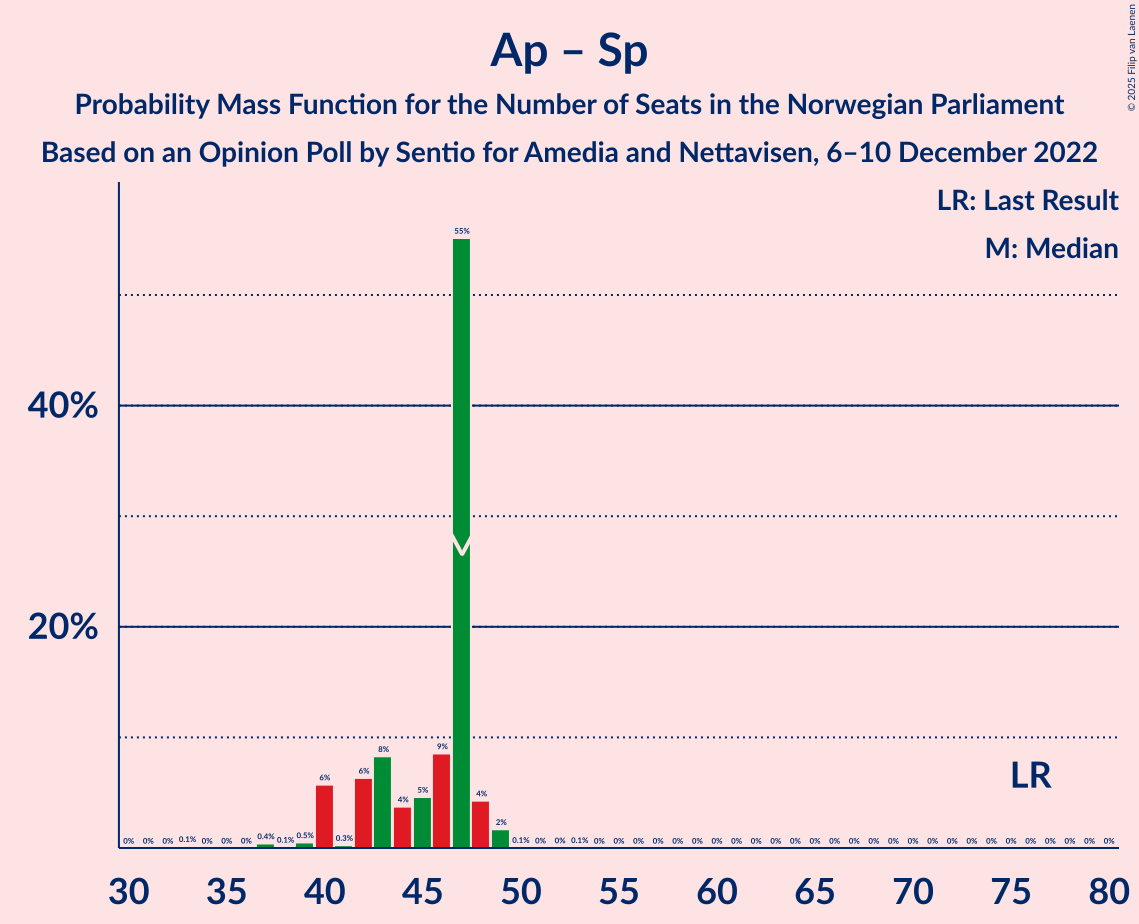 Ap – Sp
Probability Mass Function for the Number of Seats in the Norwegian Parliament
Based on an Opinion Poll by Sentio for Amedia and Nettavisen, 6–10 December 2022
© 2025 Filip van Laenen
LR: Last Result
M: Median
55%
40%
20%
9%
8%
LR
6% 6% 4% 5% 4% 2%
0% 0% 0% 0.1% 0% 0% 0% 0.4% 0.1% 0.5% 0.3% 0.1% 0% 0% 0.1% 0% 0% 0% 0% 0% 0% 0% 0% 0% 0% 0% 0% 0% 0% 0% 0% 0% 0% 0% 0% 0% 0% 0% 0% 0% 0% 0%
30 35 40 45 50 55 60 65 70 75 80